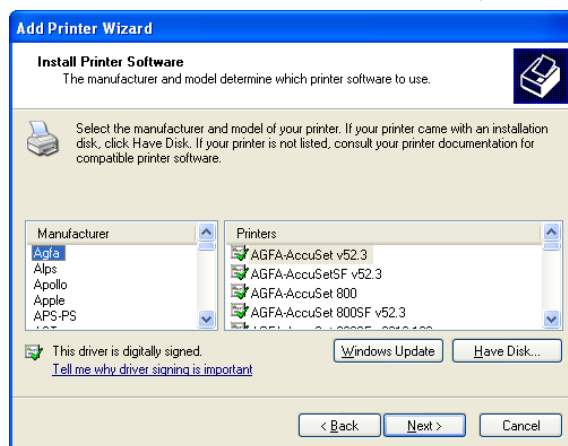 Add Printer Wizard
Install Printer Software
The manufacturer and model determine which printer software to use.
Select the manufacturer and model of your printer. If your printer came with an installation
disk, click Have Disk. If your printer is not listed, consult your printer documentation for
compatible printer software.
Manufacturer
Agfa
Alps
Apollo
Apple
APS-PS
Printers
AGFA-AccuSet v52.3
AGFA-AccuSetSF v52.3
AGFA-AccuSet 800
AGFA-AccuSet 800SF v52.3
This driver is digitally signed.
Tell me why driver signing is important
Windows Update
Have Disk...
< Back
Next >
Cancel